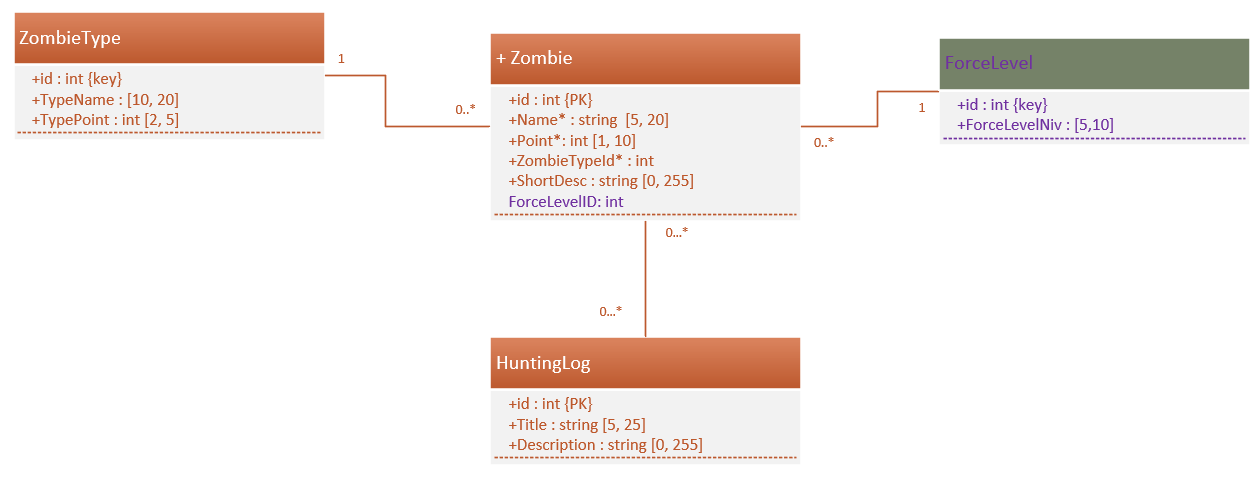 ZombieType
+id : int {key}
+TypeName : [10, 20]
+TypePoint : int [2, 5]
1
0..*
+ Zombie
+id : int {PK}
+Name* : string  [5, 20]
+Point*: int [1, 10]
+ZombieTypeId* : int
+ShortDesc : string [0, 255]
ForceLevelID: int
ForceLevel
+id : int {key}
+ForceLevelNiv : [5,10]
1
0..*
0...*
0...*
HuntingLog
+id : int {PK}
+Title : string [5, 25]
+Description : string [0, 255]